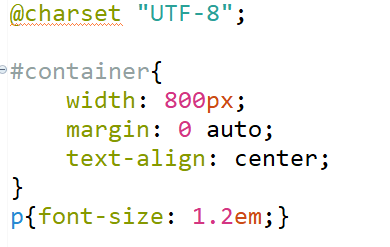 @charset "UTF-8";
#container{
    width: 800px;
    margin: 0 auto;
    text-align: center;
}
p{font-size: 1.2em;}